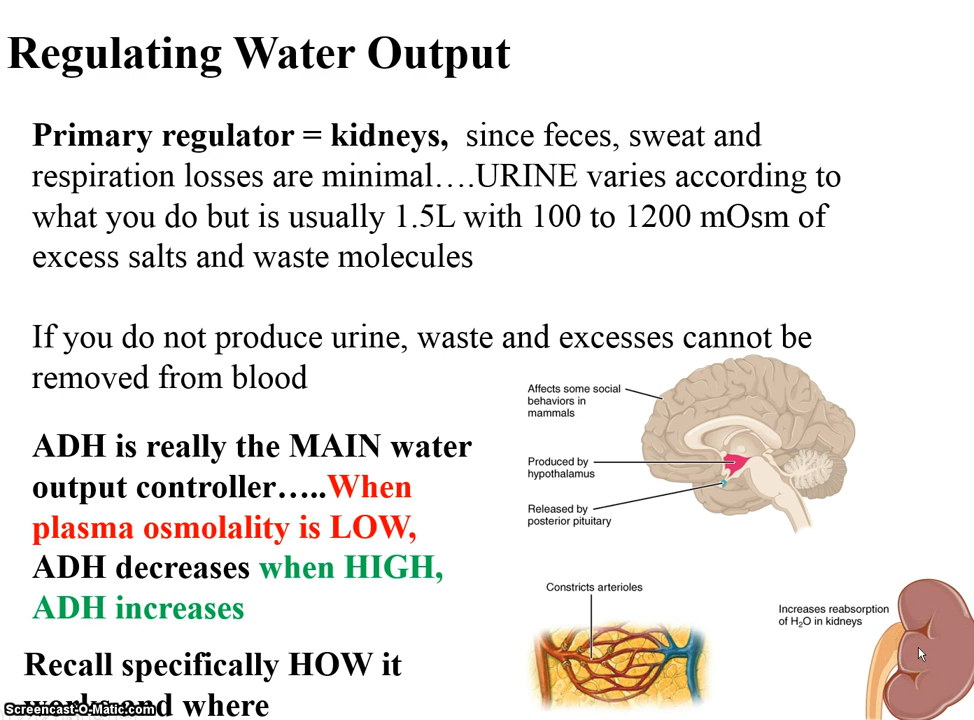 Regulating Water Output
Primary regulator = kidneys, since feces, sweat and
respiration losses are minimal….URINE varies according to
what you do but is usually 1.5L with 100 to 1200 mOsm of
excess salts and waste molecules
If you do not produce urine, waste and excesses cannot be
removed from blood
ADH is really the MAIN water
output controller…..When
plasma osmolality is LOW,
ADH decreases when HIGH,
ADH increases
Recall specifically HOW it
and where
Affects some social
behaviors in
mammals
Produced by
hypothalamus
Released by
posterior pituitary
Constricts arterioles
Increases reabsorption
of H₂O in kidneys
Screencast-O-Matic.com